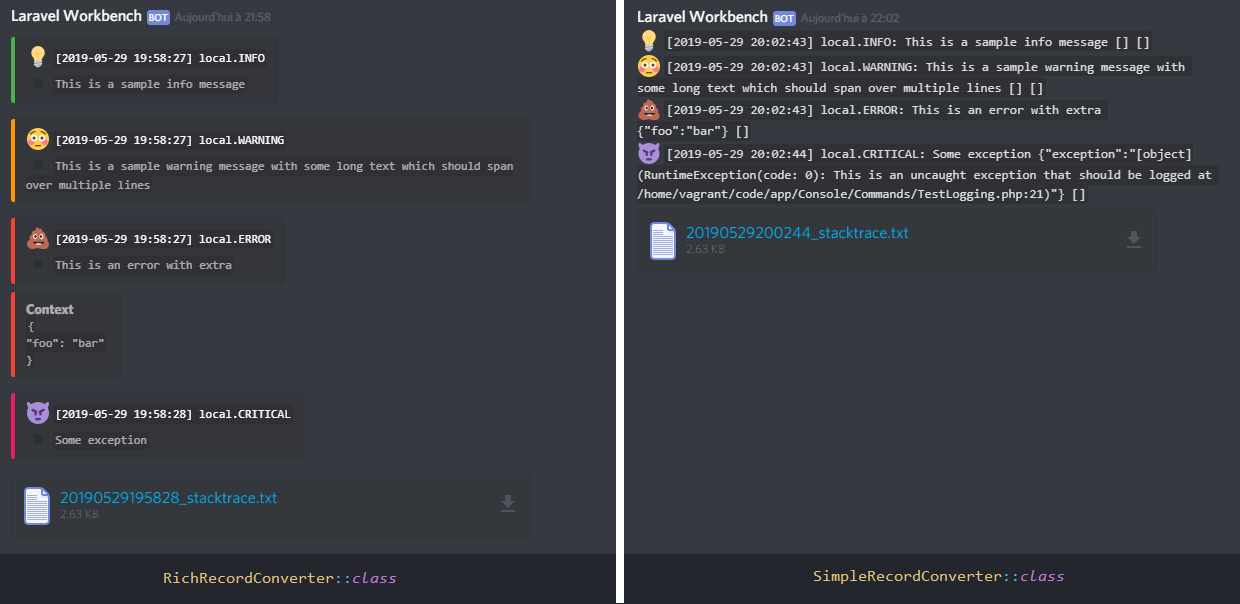 Laravel Workbench BOT Aujourd'hui à 21:58
[2019-05-29 19:58:27] local.INFO
This is a sample info message
[2019-05-29 19:58:27] local.WARNING
This is a sample warning message with some long text which should span
over multiple lines
[2019-05-29 19:58:27] local.ERROR
This is an error with extra
Context
{
"foo": "bar"
}
[2019-05-29 19:58:28] local.CRITICAL
Some exception
20190529195828_stacktrace.txt
2.63 KB
RichRecordConverter::class
Laravel Workbench BOT Aujourd'hui à 22:02
[2019-05-29 20:02:43] local.INFO: This is a sample info message [] []
[2019-05-29 20:02:43] local.WARNING: This is a sample warning message with
some long text which should span over multiple lines [] []
[2019-05-29 20:02:43] local.ERROR: This is an error with extra
{"foo":"bar"} []
[2019-05-29 20:02:44] local.CRITICAL: Some exception {"exception":"[object]
(RuntimeException(code: 0): This is an uncaught exception that should be logged at
/home/vagrant/code/app/Console/Commands/TestLogging.php:21)"} []
20190529200244_stacktrace.txt
2.63 KB
SimpleRecordConverter::class